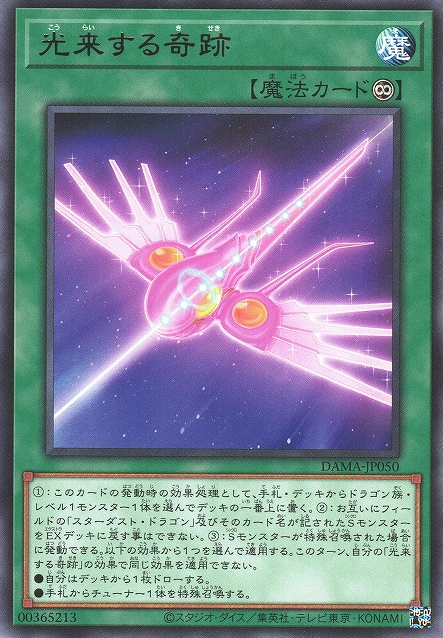 光来する奇跡
魔
【魔法カード∞】
DAMA-JP050
①：このカードの発動時の効果処理として、手札・デッキからドラゴン族・
レベル１モンスター１体を選んでデッキの一番上に置く。②：お互いにフィ
ールドの「スターダスト・ドラゴン」及びそのカード名が記されたＳモンスター
をＥＸデッキに戻す事はできない。③：Ｓモンスターが特殊召喚された場合
に発動できる。以下の効果から１つを選んで適用する。このターン、自分の「光来
する奇跡」の効果で同じ効果を適用できない。
●自分はデッキから１枚ドローする。
●手札からチューナー１体を特殊召喚する。
00365213
©スタジオ・ダイス／集英社・テレビ東京・KONAMI